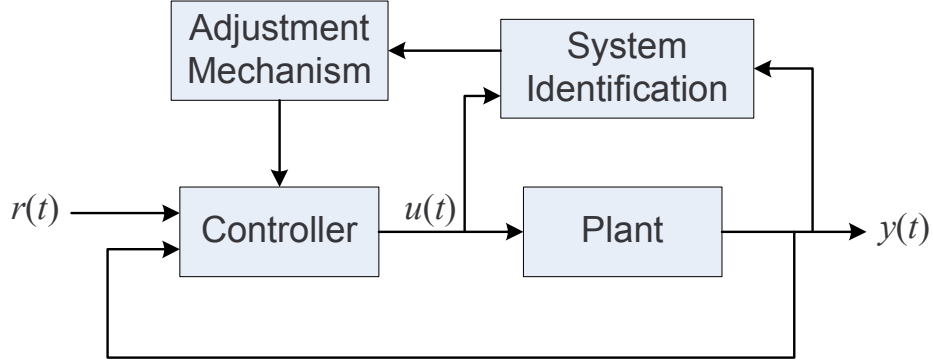 Adjustment
Mechanism
System
Identification
r(t)
Controller
u(t)
Plant
y(t)